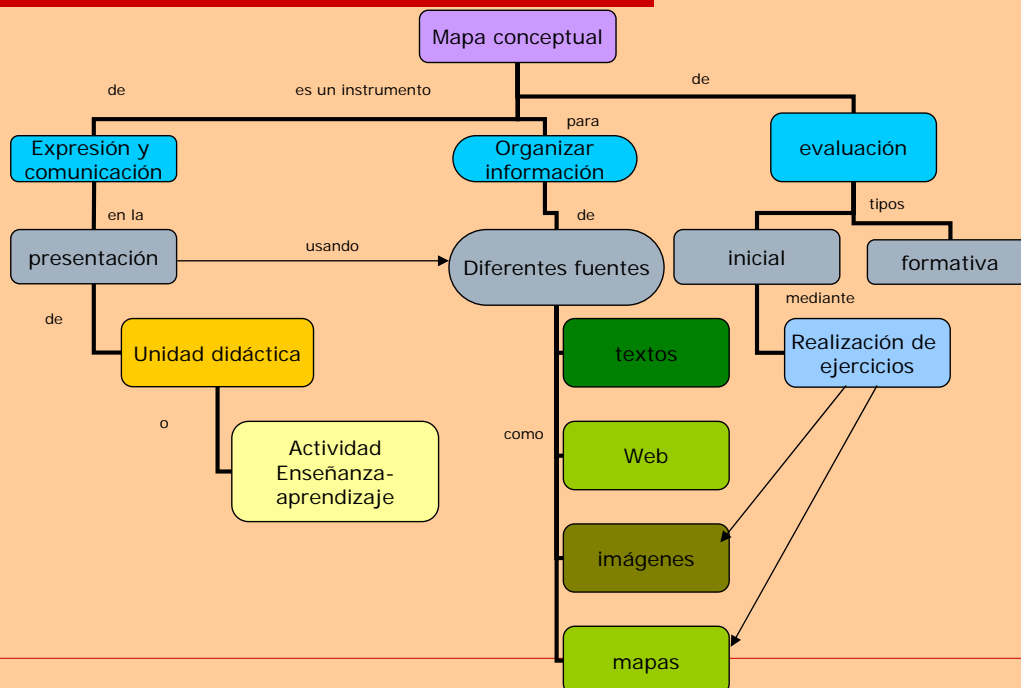 Mapa conceptual
de
es un instrumento
de
para
Expresión y
comunicación
Organizar
información
evaluación
en la
de
tipos
presentación
usando
Diferentes fuentes
inicial
formativa
de
mediante
Unidad didáctica
textos
Realización de
ejercicios
o
como
Actividad
Enseñanza-
aprendizaje
Web
imágenes
mapas